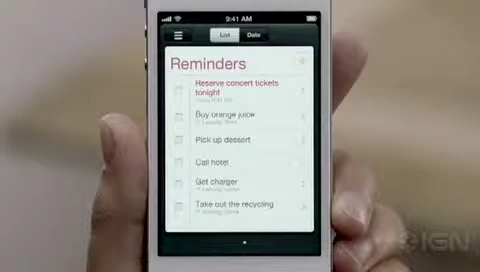 9:41 AM
List Date
Reminders
Reserve concert tickets
tonight
Buy orange juice
Pick up dessert
Call hotel
Get charger
Take out the recycling
IGN